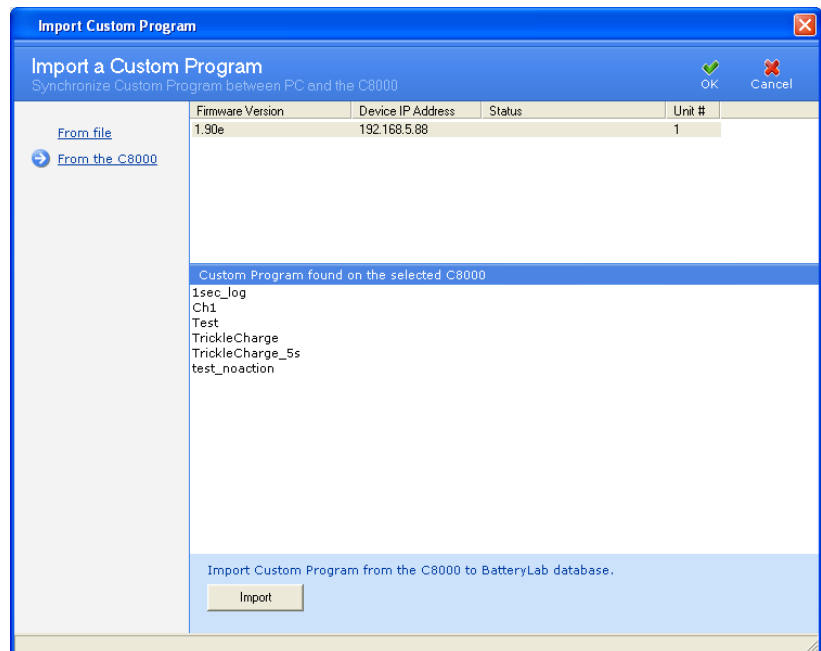 Import Custom Program
Import a Custom Program
Synchronize Custom Program between PC and the C8000
OK
Cancel
From file
From the C8000
Firmware Version Device IP Address Status Unit #
1.90e 192.168.5.88 1
Custom Program found on the selected C8000
1sec_log
Ch1
Test
TrickleCharge
TrickleCharge_5s
test_noaction
Import Custom Program from the C8000 to BatteryLab database.
Import